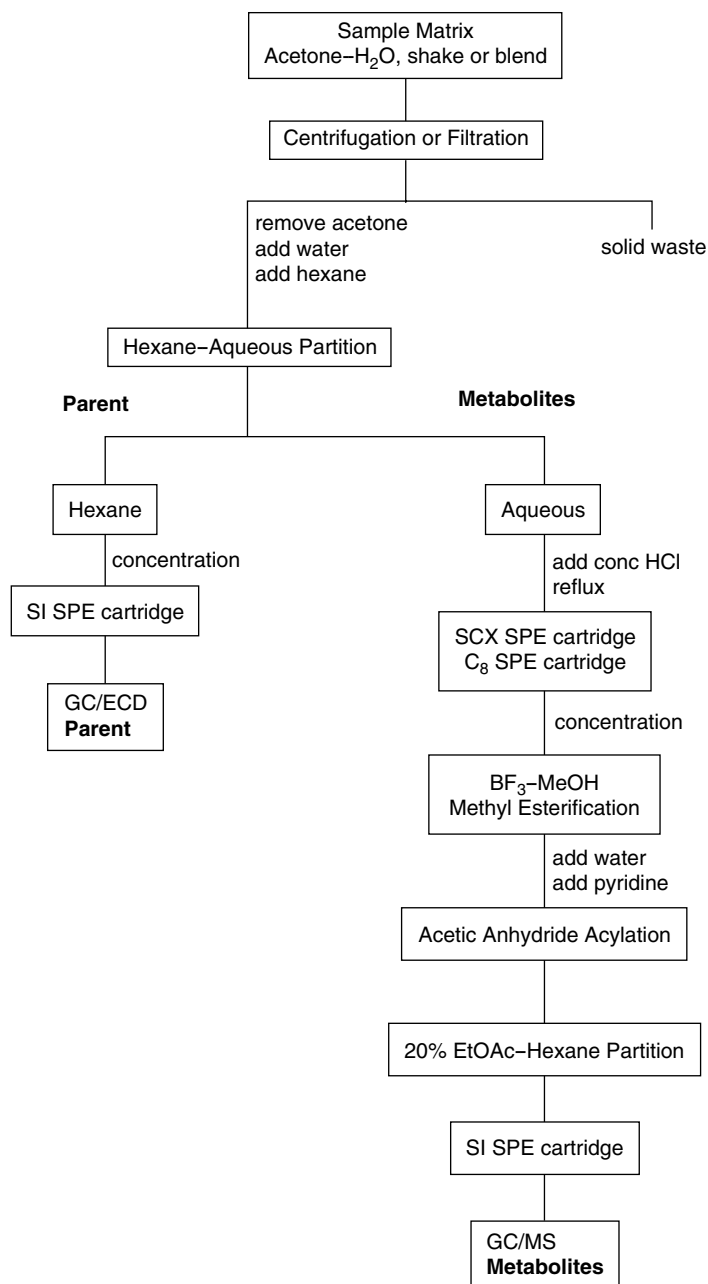 Sample Matrix
Acetone–H₂O, shake or blend
Centrifugation or Filtration
remove acetone
add water
add hexane
solid waste
Hexane–Aqueous Partition
Parent
Metabolites
Hexane
Aqueous
concentration
add conc HCl
reflux
SI SPE cartridge
SCX SPE cartridge
C₈ SPE cartridge
GC/ECD
Parent
concentration
BF₃–MeOH
Methyl Esterification
add water
add pyridine
Acetic Anhydride Acylation
20% EtOAc–Hexane Partition
SI SPE cartridge
GC/MS
Metabolites